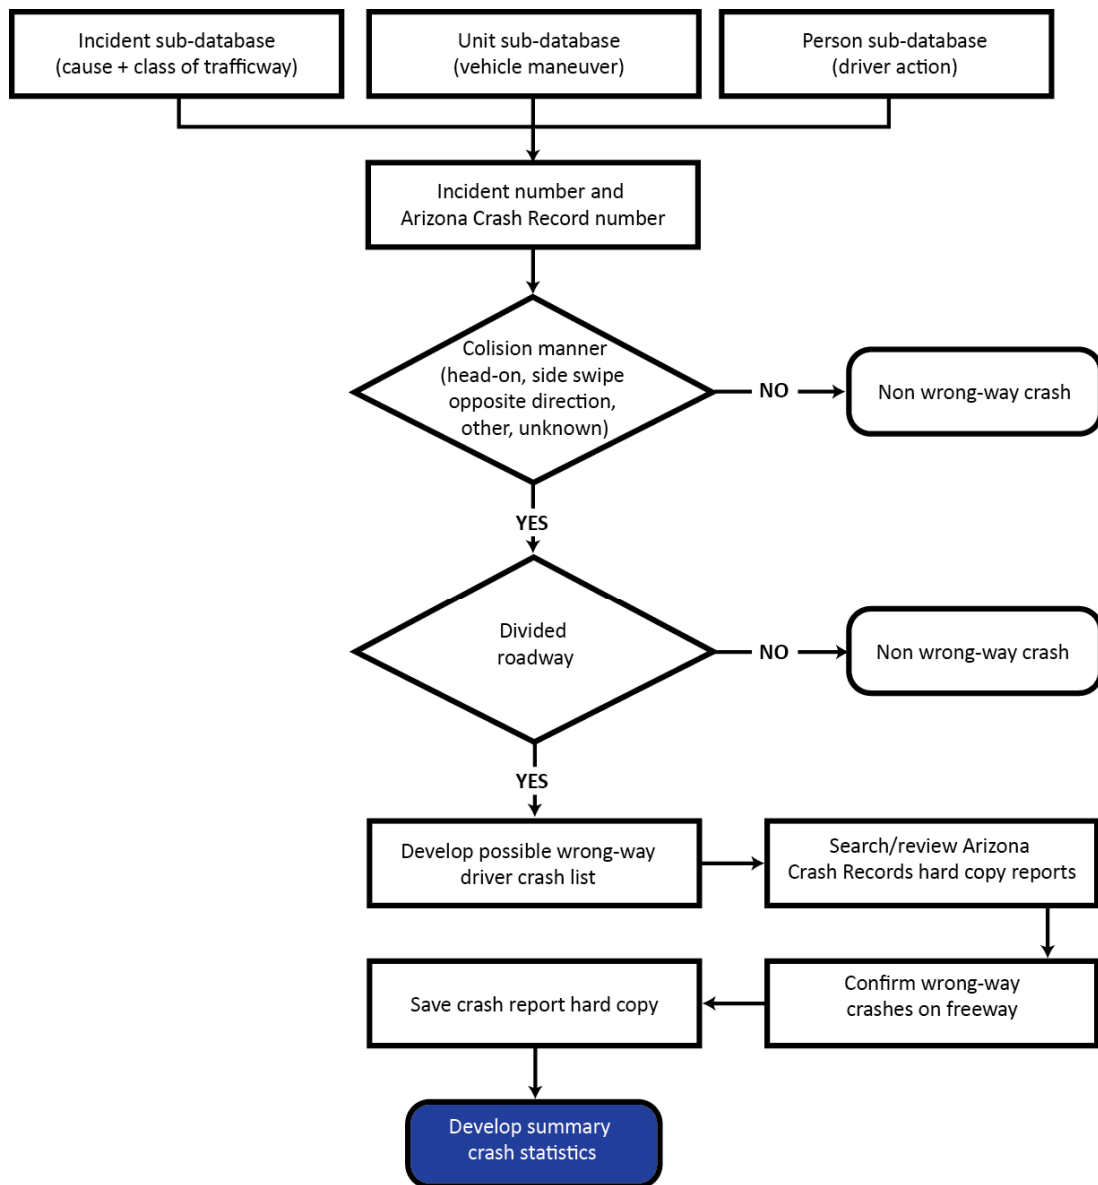 Incident sub-database
(cause + class of trafficway)
Unit sub-database
(vehicle maneuver)
Person sub-database
(driver action)
Incident number and
Arizona Crash Record number
Colision manner
(head-on, side swipe
opposite direction,
other, unknown)
NO
Non wrong-way crash
YES
Divided
roadway
NO
Non wrong-way crash
YES
Develop possible wrong-way
driver crash list
Search/review Arizona
Crash Records hard copy reports
Confirm wrong-way
crashes on freeway
Save crash report hard copy
Develop summary
crash statistics